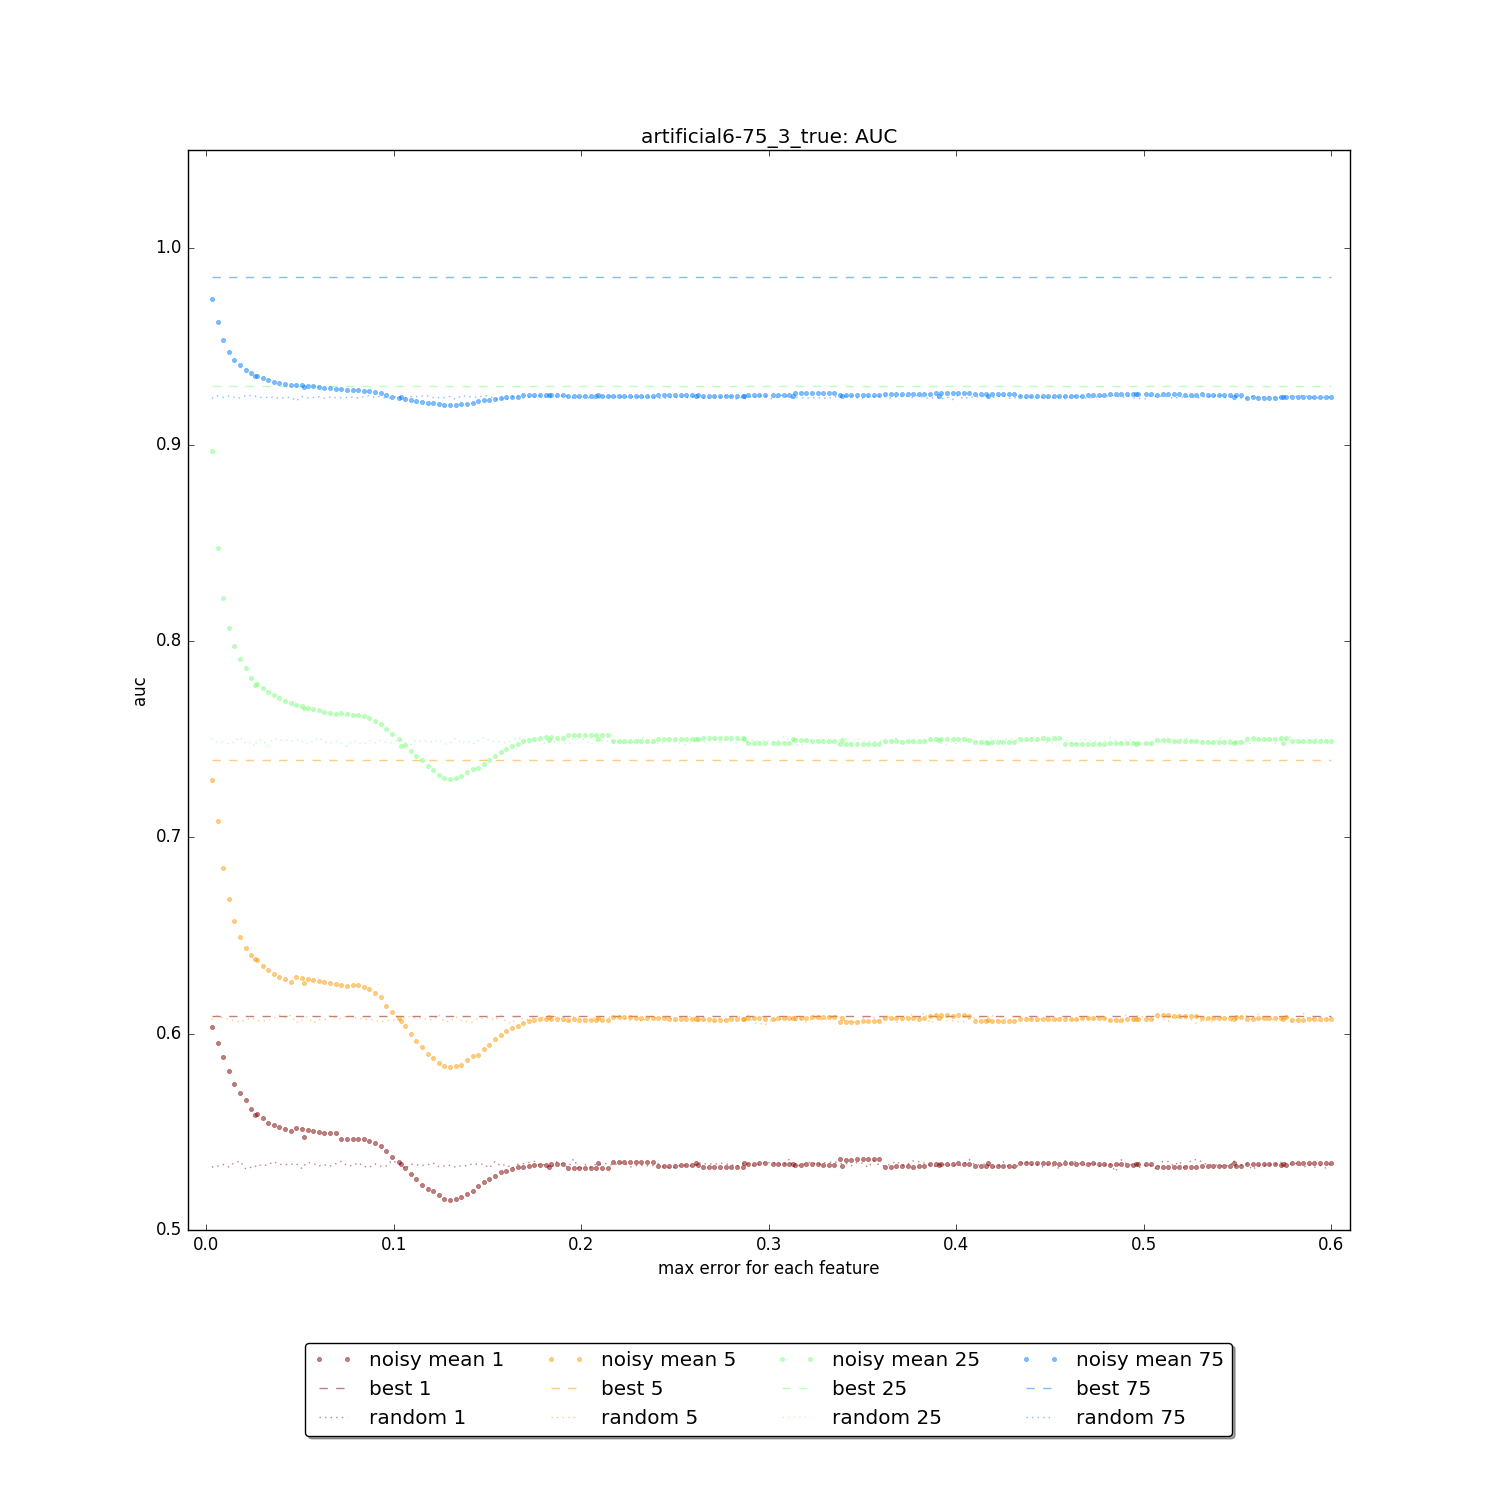 artificial6-75_3_true: AUC
1.0
0.9
0.8
0.7
0.6
0.5
auc
0.0 0.1 0.2 0.3 0.4 0.5 0.6
max error for each feature
noisy mean 1 noisy mean 5 noisy mean 25 noisy mean 75
best 1 best 5 best 25 best 75
random 1 random 5 random 25 random 75